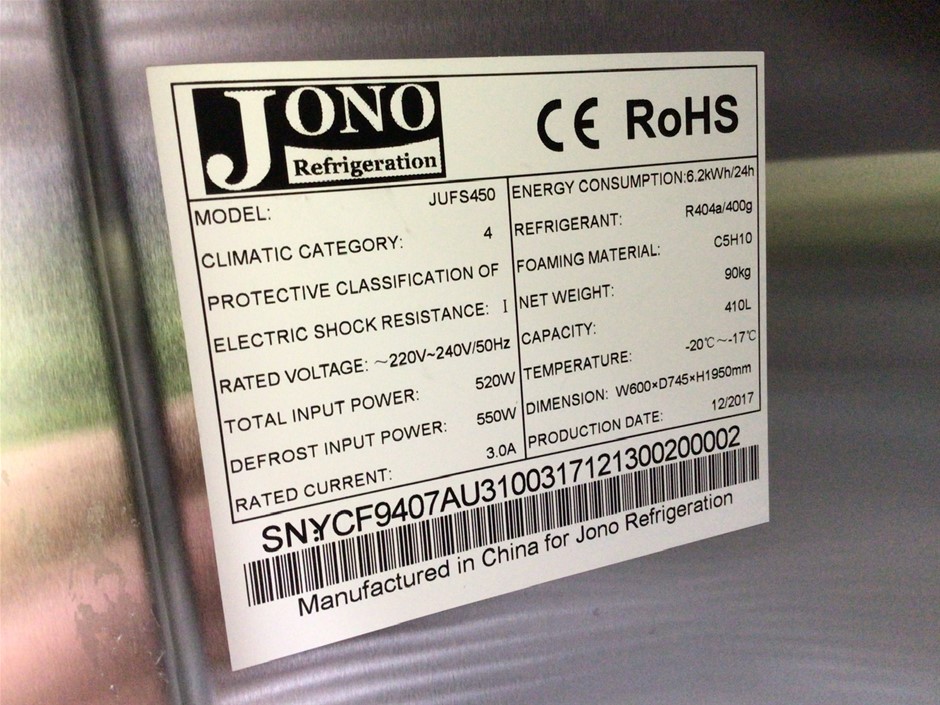 JONO
Refrigeration
CE RoHS
MODEL: JUFS450
CLIMATIC CATEGORY: 4
PROTECTIVE CLASSIFICATION OF
ELECTRIC SHOCK RESISTANCE: I
RATED VOLTAGE: ~220V~240V/50Hz
TOTAL INPUT POWER: 520W
DEFROST INPUT POWER: 550W
RATED CURRENT: 3.0A
ENERGY CONSUMPTION:6.2kWh/24h
REFRIGERANT: R404a/400g
FOAMING MATERIAL: C5H10
NET WEIGHT: 90kg
CAPACITY: 410L
TEMPERATURE: -20℃~-17℃
DIMENSION: W600×D745×H1950mm
PRODUCTION DATE: 12/2017
SN:YCF9407AU3100317121300200002
Manufactured in China for Jono Refrigeration